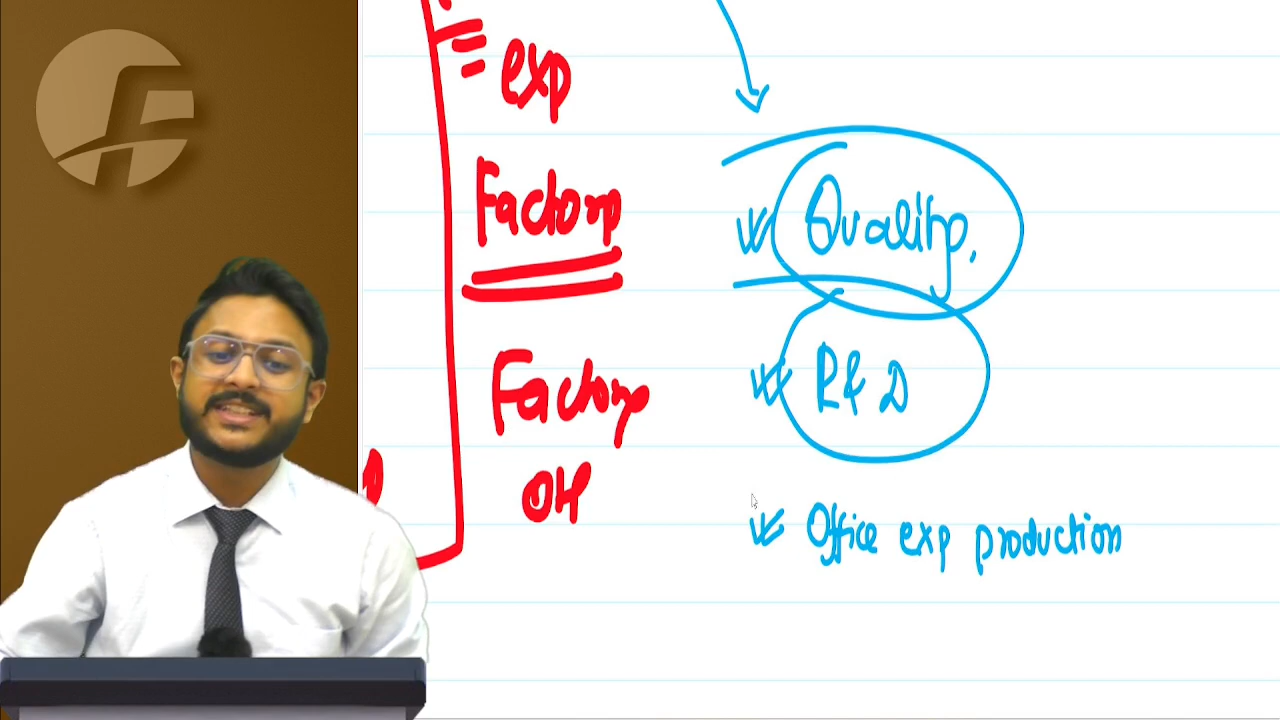 exp
Factory
Factory
OH
Quality.
R & D
Office exp production